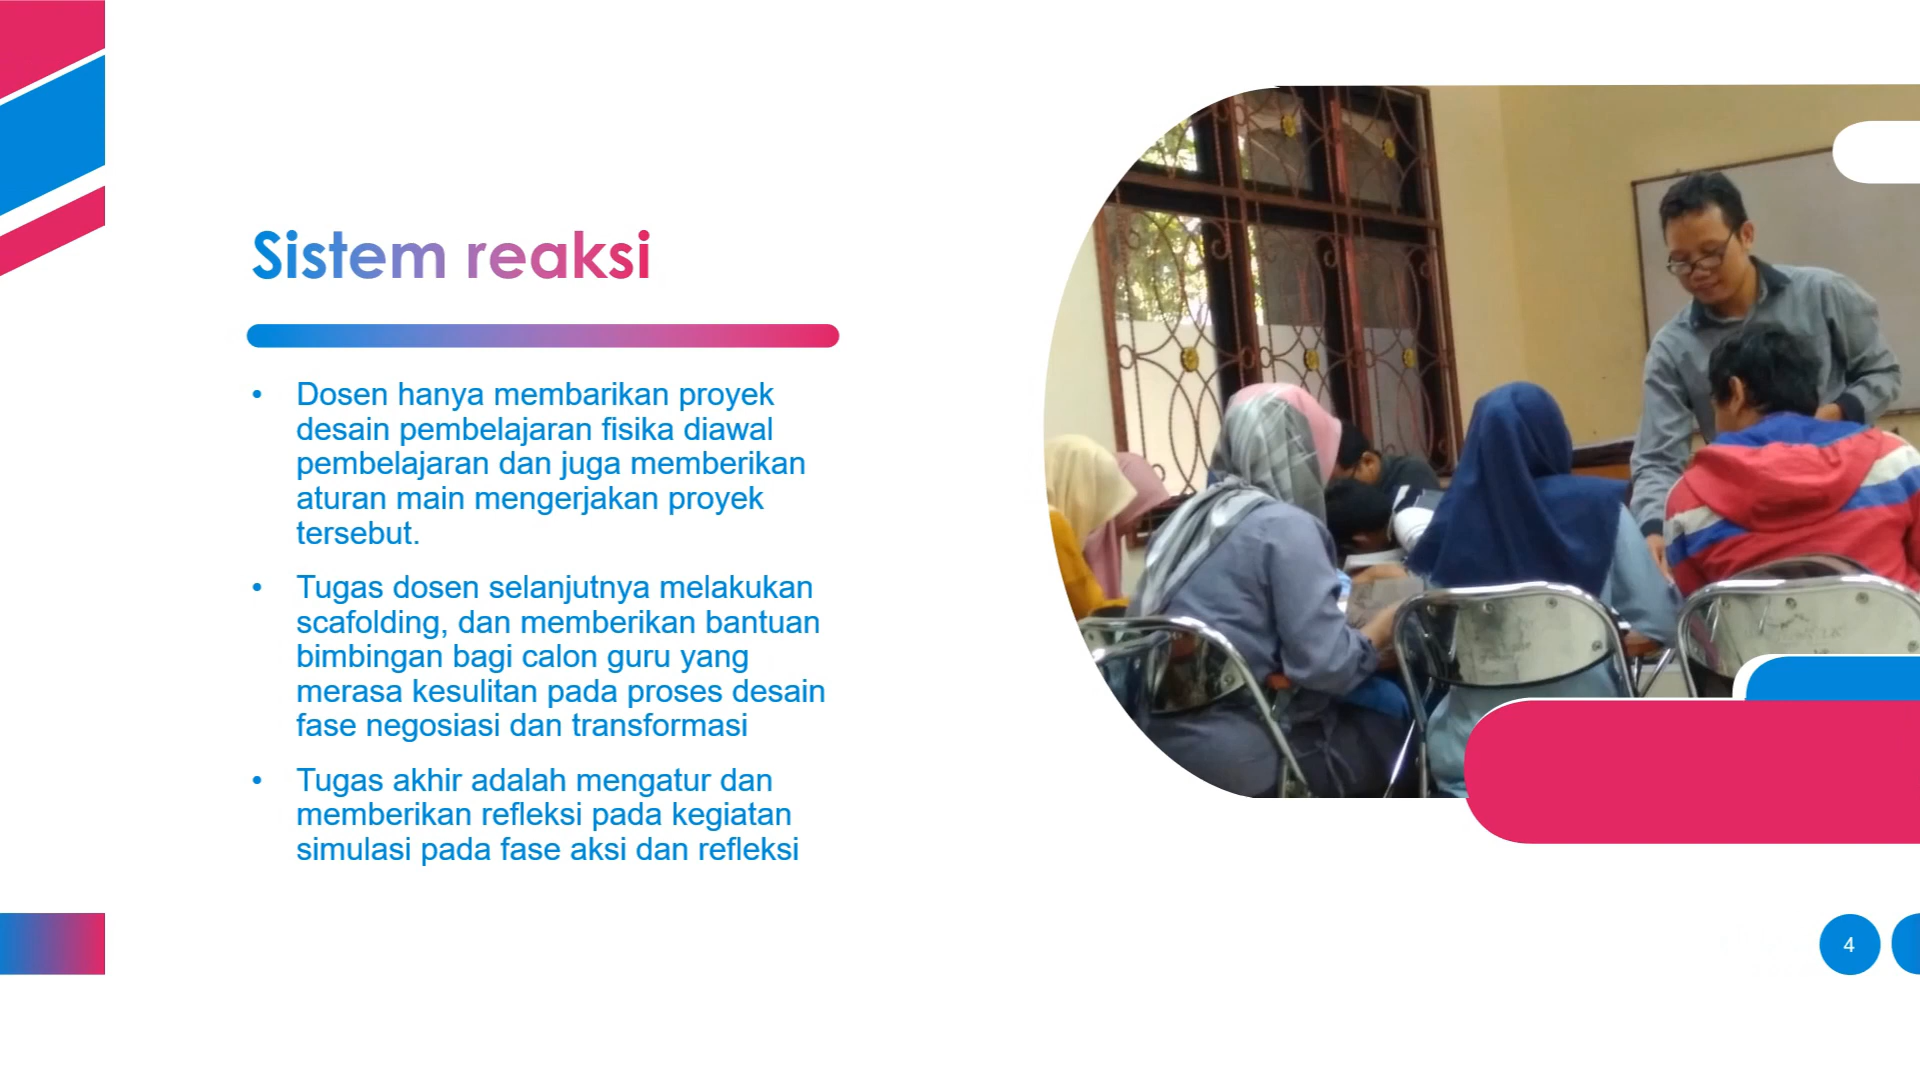 Sistem reaksi
• Dosen hanya membarikan proyek
desain pembelajaran fisika diawal
pembelajaran dan juga memberikan
aturan main mengerjakan proyek
tersebut.
• Tugas dosen selanjutnya melakukan
scafolding, dan memberikan bantuan
bimbingan bagi calon guru yang
merasa kesulitan pada proses desain
fase negosiasi dan transformasi
• Tugas akhir adalah mengatur dan
memberikan refleksi pada kegiatan
simulasi pada fase aksi dan refleksi
4